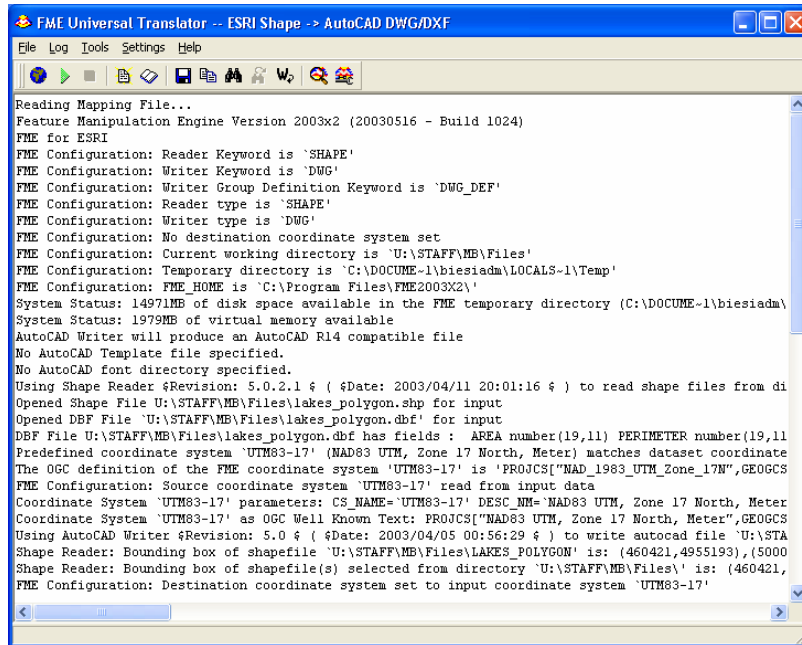 FME Universal Translator -- ESRI Shape -> AutoCAD DWG/DXF
File Log Tools Settings Help
Reading Mapping File...
Feature Manipulation Engine Version 2003x2 (20030516 - Build 1024)
FME for ESRI
FME Configuration: Reader Keyword is `SHAPE'
FME Configuration: Writer Keyword is `DWG'
FME Configuration: Writer Group Definition Keyword is `DWG_DEF'
FME Configuration: Reader type is `SHAPE'
FME Configuration: Writer type is `DWG'
FME Configuration: No destination coordinate system set
FME Configuration: Current working directory is `U:\STAFF\MB\Files'
FME Configuration: Temporary directory is `C:\DOCUME~1\biesiadm\LOCALS~1\Temp'
FME Configuration: FME_HOME is `C:\Program Files\FME2003X2\'
System Status: 14971MB of disk space available in the FME temporary directory (C:\DOCUME~1\biesiadm\
System Status: 1979MB of virtual memory available
AutoCAD Writer will produce an AutoCAD R14 compatible file
No AutoCAD Template file specified.
No AutoCAD font directory specified.
Using Shape Reader $Revision: 5.0.2.1 $ ( $Date: 2003/04/11 20:01:16 $ ) to read shape files from di
Opened Shape File U:\STAFF\MB\Files\lakes_polygon.shp for input
Opened DBF File `U:\STAFF\MB\Files\lakes_polygon.dbf' for input
DBF File U:\STAFF\MB\Files\lakes_polygon.dbf has fields : AREA number(19,11) PERIMETER number(19,11
Predefined coordinate system `UTM83-17' (NAD83 UTM, Zone 17 North, Meter) matches dataset coordinate
The OGC definition of the FME coordinate system 'UTM83-17' is 'PROJCS["NAD_1983_UTM_Zone_17N",GEOGCS
FME Configuration: Source coordinate system `UTM83-17' read from input data
Coordinate System `UTM83-17' parameters: CS_NAME=`UTM83-17' DESC_NM=`NAD83 UTM, Zone 17 North, Meter
Coordinate System `UTM83-17' as OGC Well Known Text: PROJCS["NAD83 UTM, Zone 17 North, Meter",GEOGCS
Using AutoCAD Writer $Revision: 5.0 $ ( $Date: 2003/04/05 00:56:29 $ ) to write autocad file `U:\STA
Shape Reader: Bounding box of shapefile `U:\STAFF\MB\Files\LAKES_POLYGON' is: (460421,4955193),(5000
Shape Reader: Bounding box of shapefile(s) selected from directory `U:\STAFF\MB\Files\' is: (460421,
FME Configuration: Destination coordinate system set to input coordinate system `UTM83-17'